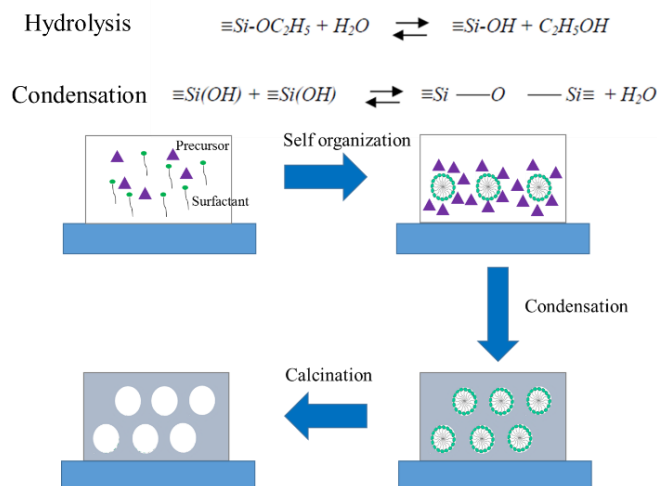 Hydrolysis ≡Si-OC₂H₅ + H₂O ⇌ ≡Si-OH + C₂H₅OH
Condensation ≡Si(OH) + ≡Si(OH) ⇌ ≡Si —O —Si≡ + H₂O
Precursor
Surfactant
Self organization
Condensation
Calcination